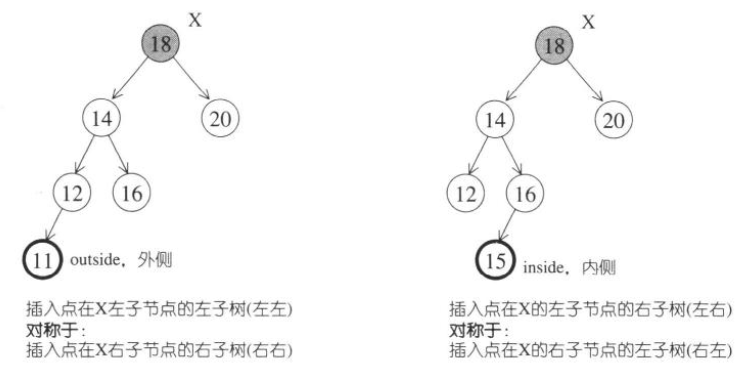 X
18
14
20
12
16
11
outside，外侧
插入点在X左子节点的左子树(左左)
对称于：
插入点在X右子节点的右子树(右右)
X
18
14
20
12
16
15
inside，内侧
插入点在X的左子节点的右子树(左右)
对称于：
插入点在X的右子节点的左子树(右左)